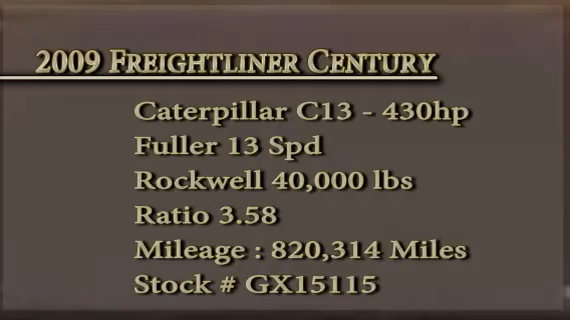 2009 Freightliner Century
Caterpillar C13 - 430hp
Fuller 13 Spd
Rockwell 40,000 lbs
Ratio 3.58
Mileage : 820,314 Miles
Stock # GX15115